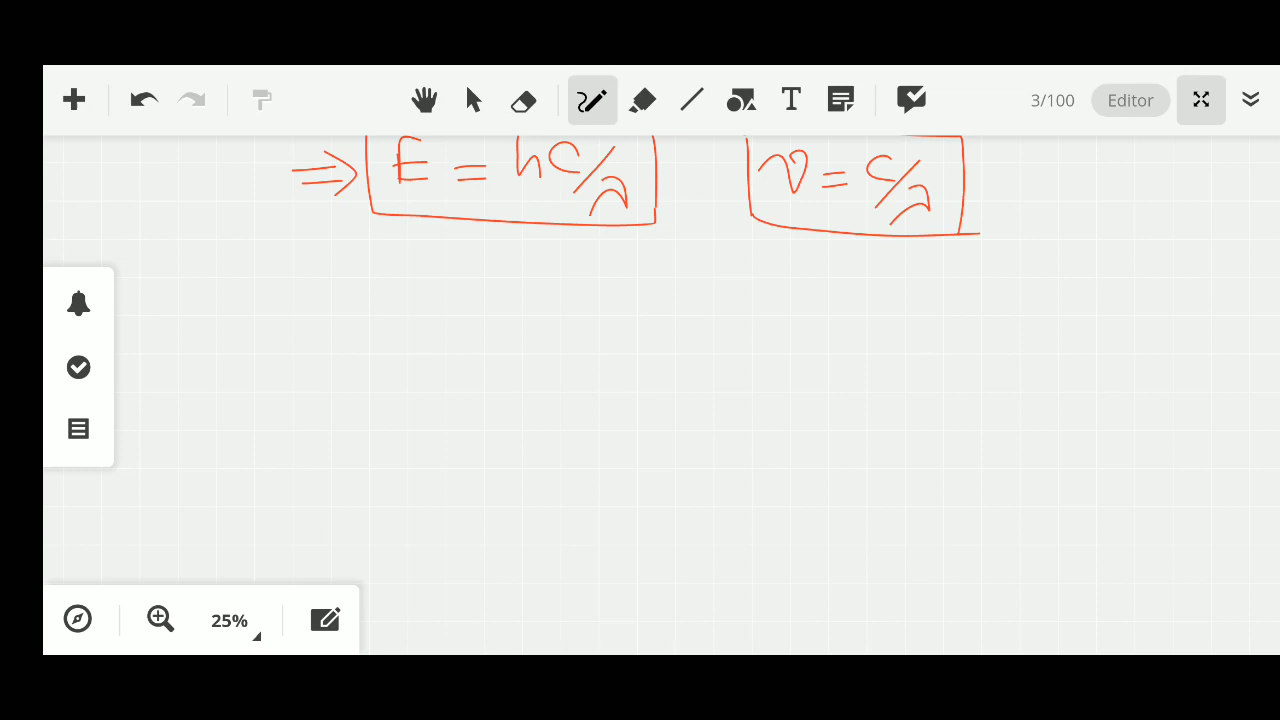 3/100 Editor
⇒ E = hc/λ ν = c/λ
25%